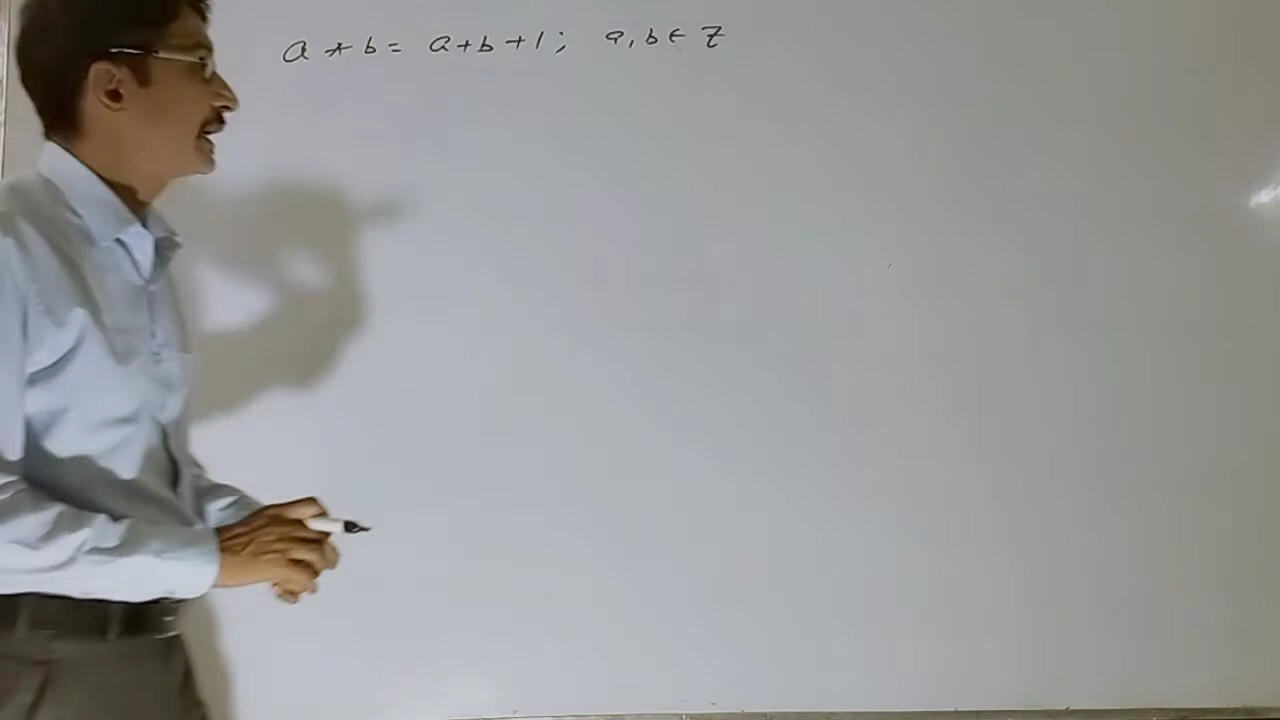 a * b = a+b+1; a, b ∈ Z